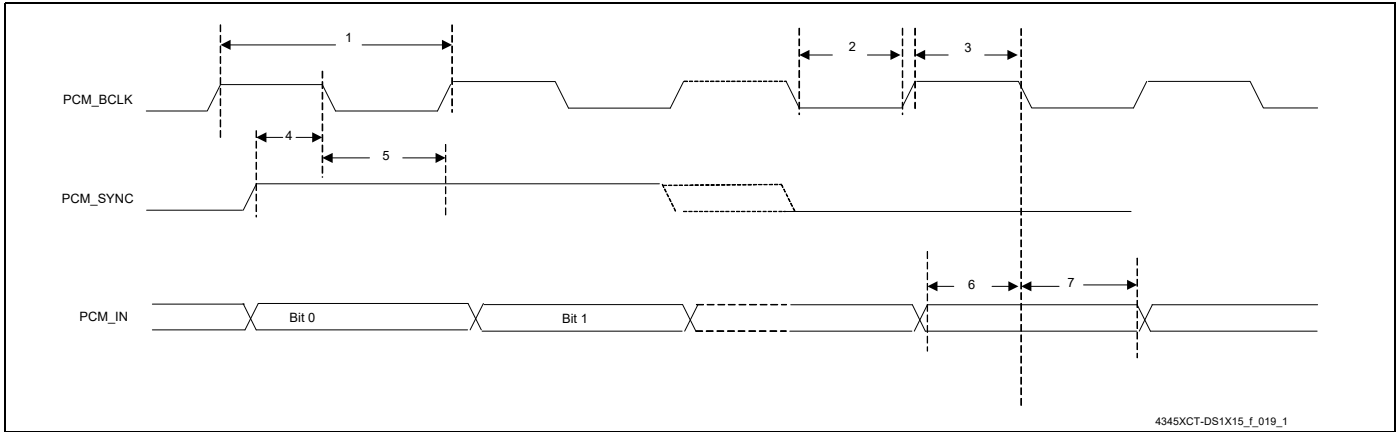 1
2
3
PCM_BCLK
4
5
PCM_SYNC
6
7
PCM_IN
Bit 0
Bit 1
4345XCT-DS1X15_f_019_1